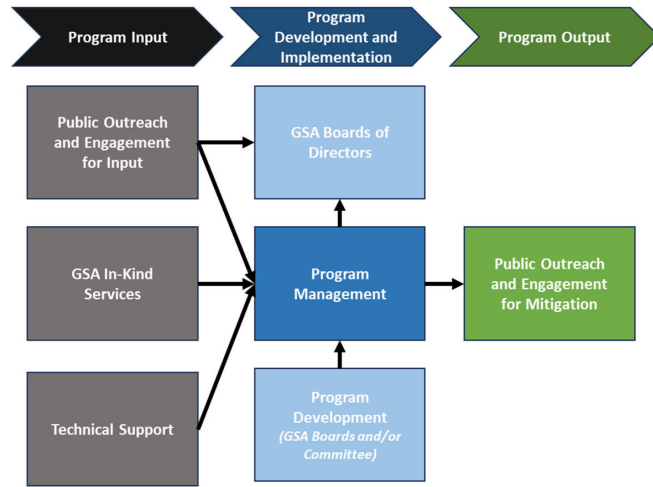 Program Input
Program
Development and
Implementation
Program Output
Public Outreach
and Engagement
for Input
GSA Boards of
Directors
GSA In-Kind
Services
Program
Management
Public Outreach
and Engagement
for Mitigation
Technical Support
Program
Development
(GSA Boards and/or
Committee)